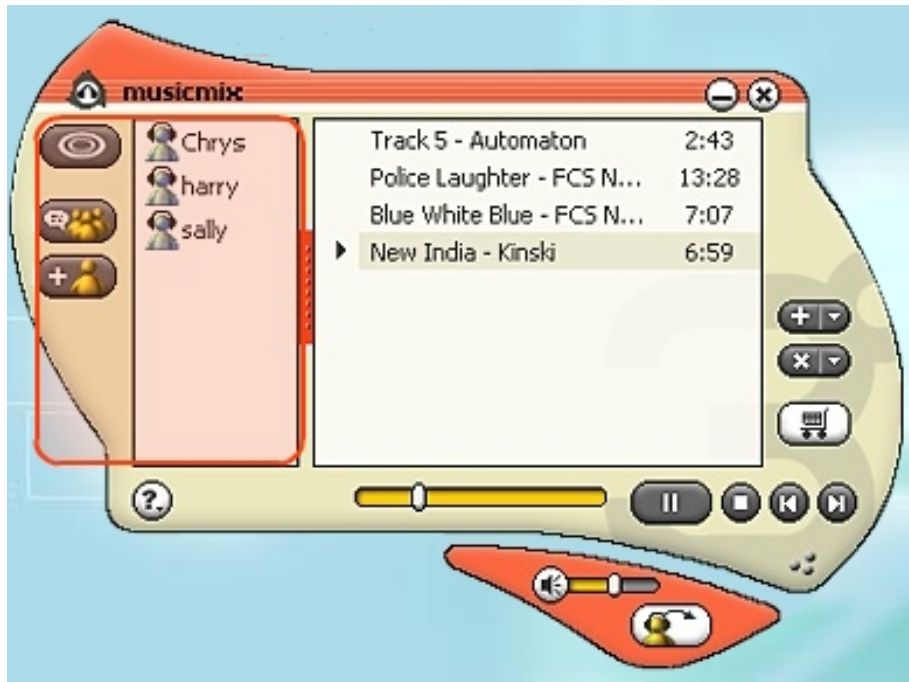 musicmix
Chrys
harry
sally
Track 5 - Automaton 2:43
Police Laughter - FCS N... 13:28
Blue White Blue - FCS N... 7:07
New India - Kinski 6:59
?